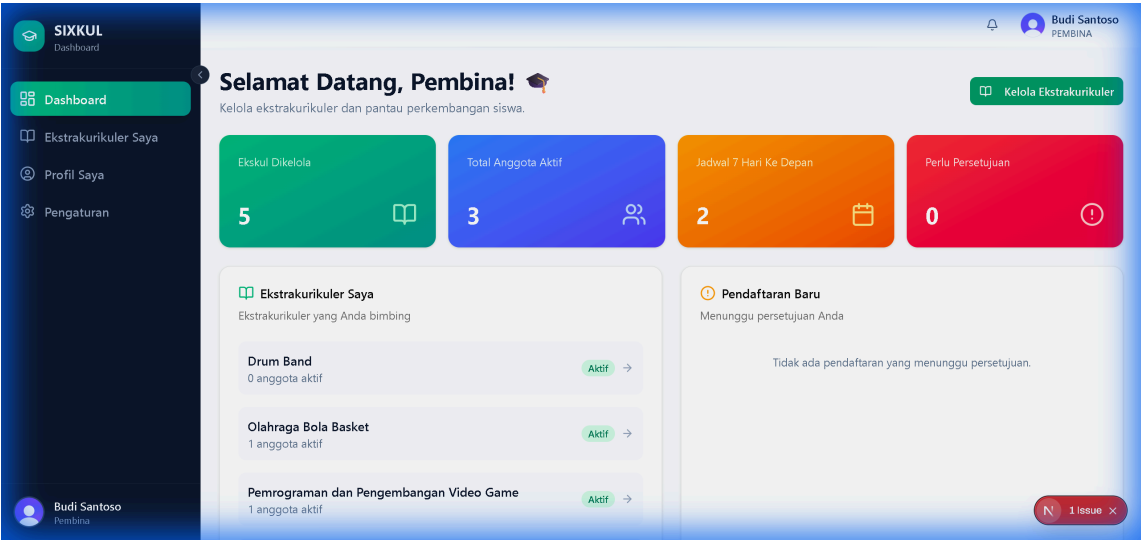 SIXKUL
Dashboard
Budi Santoso
PEMBINA
Dashboard
Ekstrakurikuler Saya
Profil Saya
Pengaturan
Selamat Datang, Pembina!
Kelola ekstrakurikuler dan pantau perkembangan siswa.
Kelola Ekstrakurikuler
Ekskul Dikelola
5
Total Anggota Aktif
3
Jadwal 7 Hari Ke Depan
2
Perlu Persetujuan
0
Ekstrakurikuler Saya
Ekstrakurikuler yang Anda bimbing
Drum Band
0 anggota aktif
Aktif
Olahraga Bola Basket
1 anggota aktif
Aktif
Pemrograman dan Pengembangan Video Game
1 anggota aktif
Aktif
Pendaftaran Baru
Menunggu persetujuan Anda
Tidak ada pendaftaran yang menunggu persetujuan.
Budi Santoso
Pembina
N 1 Issue